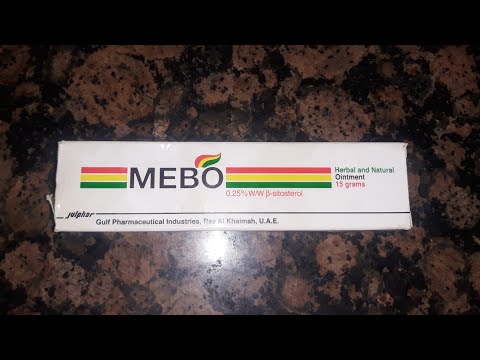 MEBO
0.25% W/W β-sitosterol
Herbal and Natural
Ointment
15 grams
Julphar
Gulf Pharmaceutical Industries, Ras Al Khaimah, U.A.E.